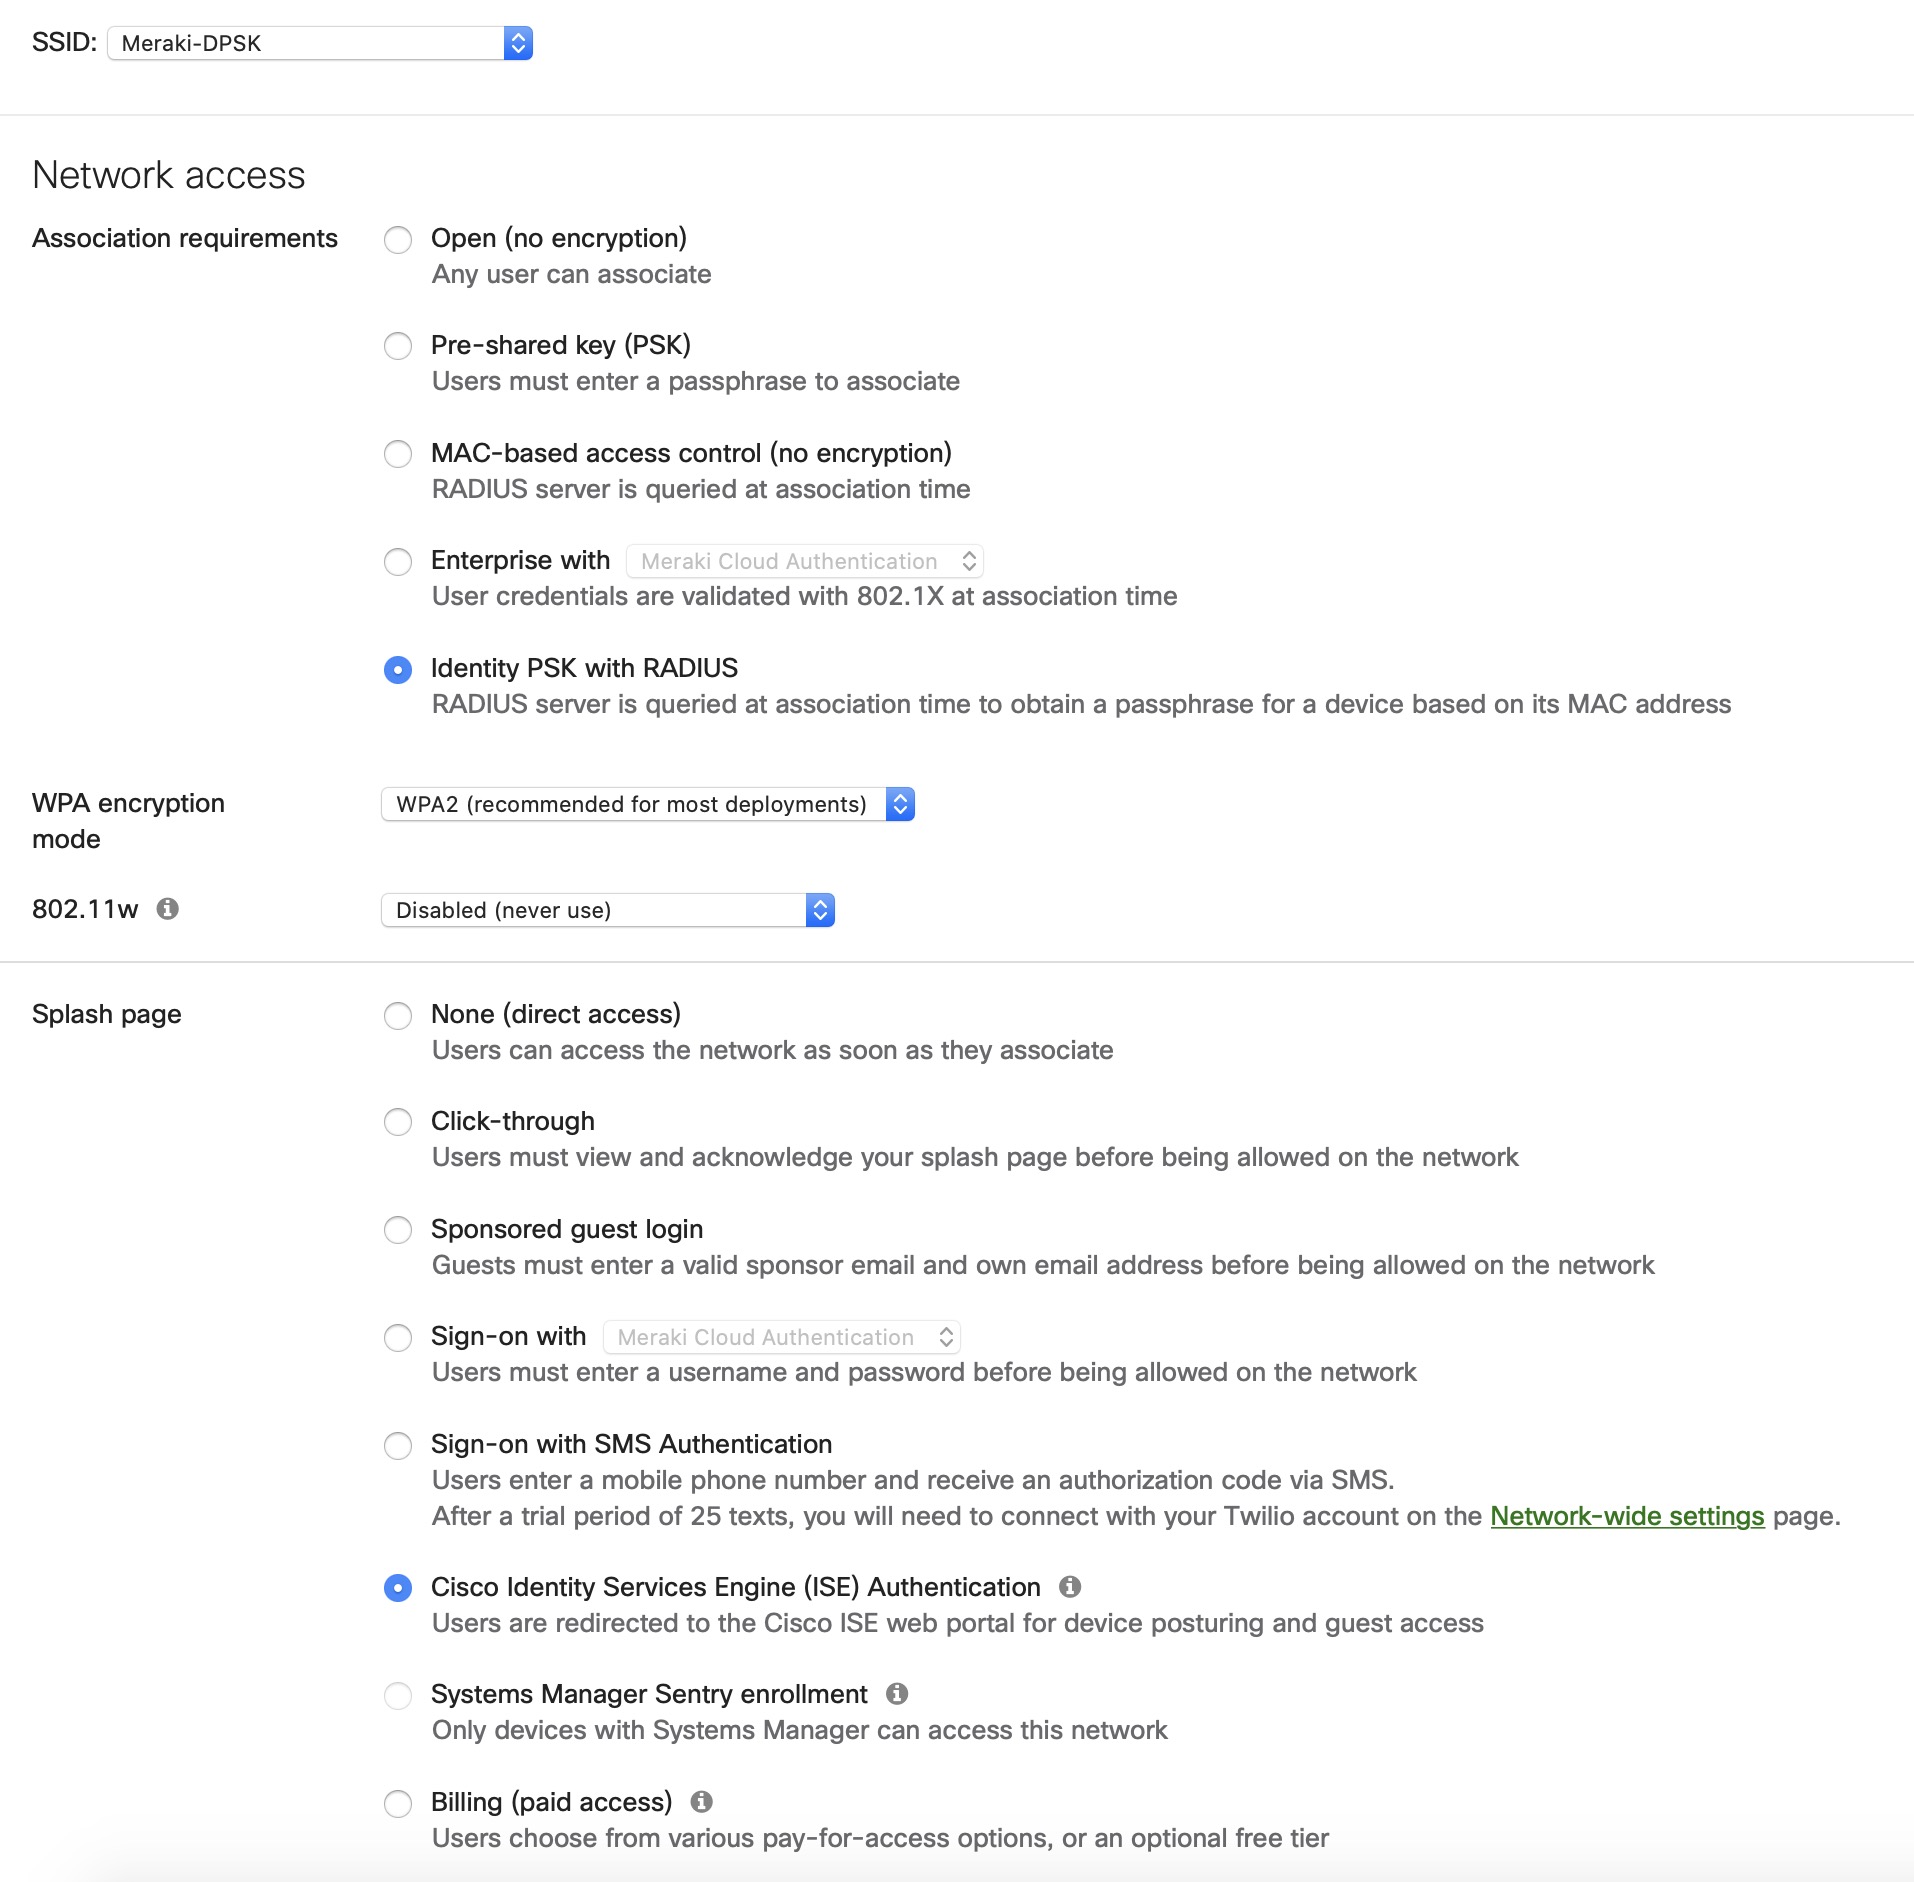 SSID: Meraki-DPSK
Network access
Association requirements
Open (no encryption)
Any user can associate
Pre-shared key (PSK)
Users must enter a passphrase to associate
MAC-based access control (no encryption)
RADIUS server is queried at association time
Enterprise with Meraki Cloud Authentication
User credentials are validated with 802.1X at association time
Identity PSK with RADIUS
RADIUS server is queried at association time to obtain a passphrase for a device based on its MAC address
WPA encryption
mode
WPA2 (recommended for most deployments)
802.11w
Disabled (never use)
Splash page
None (direct access)
Users can access the network as soon as they associate
Click-through
Users must view and acknowledge your splash page before being allowed on the network
Sponsored guest login
Guests must enter a valid sponsor email and own email address before being allowed on the network
Sign-on with Meraki Cloud Authentication
Users must enter a username and password before being allowed on the network
Sign-on with SMS Authentication
Users enter a mobile phone number and receive an authorization code via SMS.
After a trial period of 25 texts, you will need to connect with your Twilio account on the Network-wide settings page.
Cisco Identity Services Engine (ISE) Authentication
Users are redirected to the Cisco ISE web portal for device posturing and guest access
Systems Manager Sentry enrollment
Only devices with Systems Manager can access this network
Billing (paid access)
Users choose from various pay-for-access options, or an optional free tier